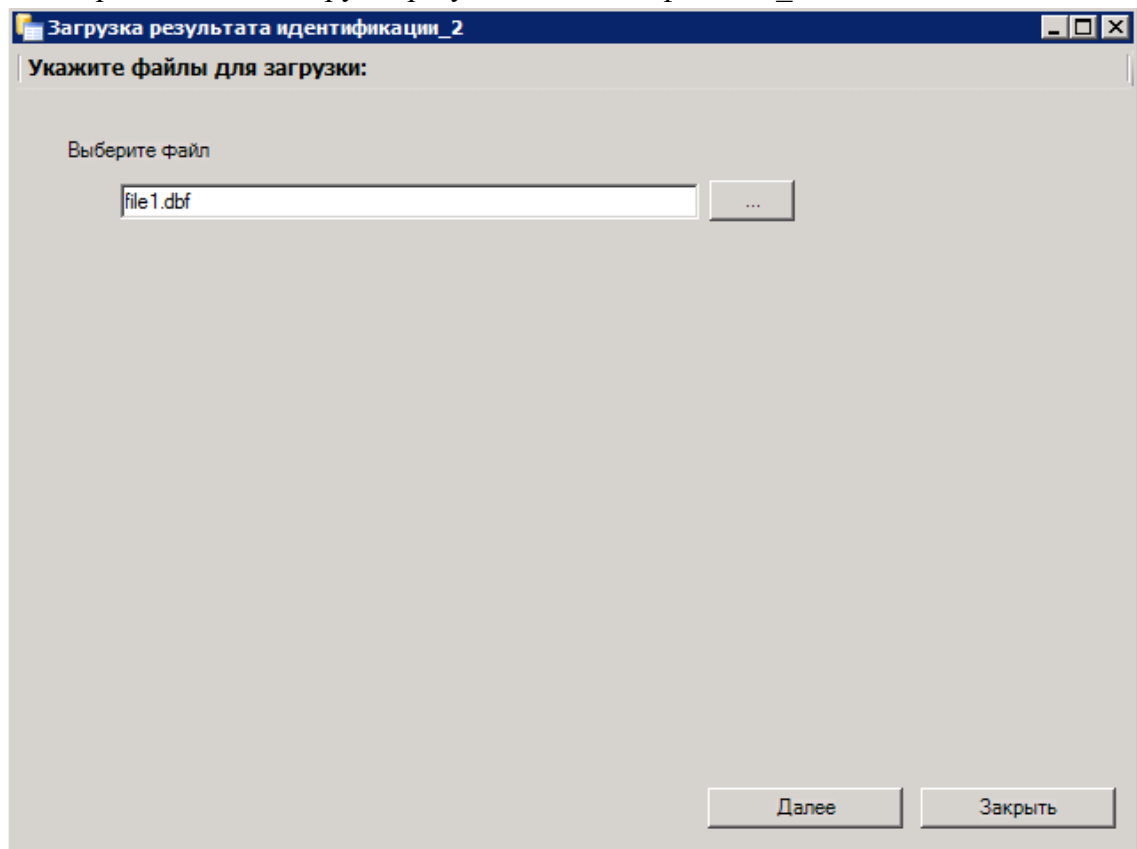 Загрузка результата идентификации_2
Укажите файлы для загрузки:
Выберите файл
file1.dbf
...
Далее
Закрыть